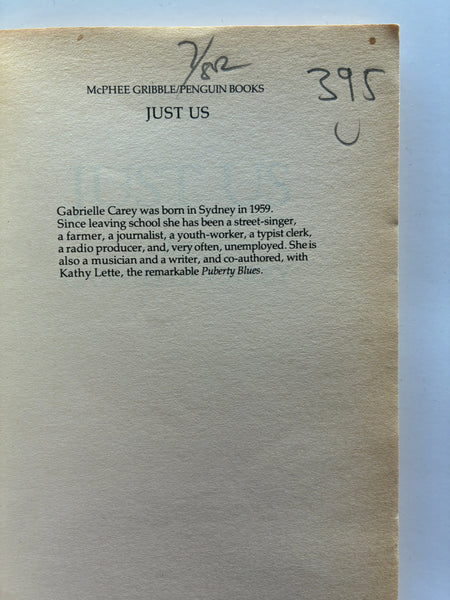 395
McPHEE GRIBBLE/PENGUIN BOOKS
JUST US
Gabrielle Carey was born in Sydney in 1959.
Since leaving school she has been a street-singer,
a farmer, a journalist, a youth-worker, a typist clerk,
a radio producer, and, very often, unemployed. She is
also a musician and a writer, and co-authored, with
Kathy Lette, the remarkable Puberty Blues.